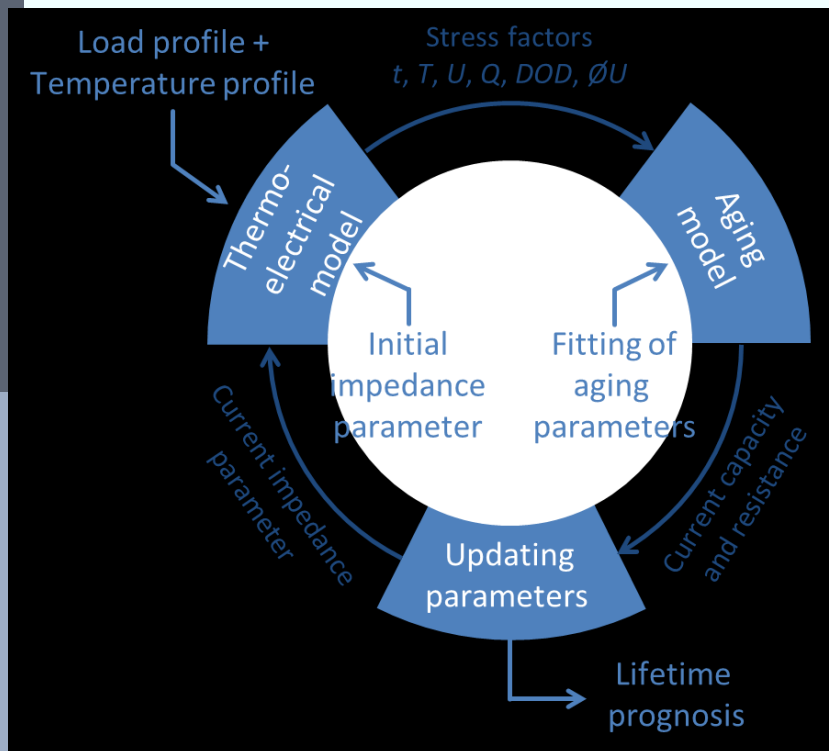 Load profile +
Temperature profile
Stress factors
t, T, U, Q, DOD, ØU
Thermo-
electrical
model
Aging
model
Initial
impedance
parameter
Fitting of
aging
parameters
Current impedance
parameter
Current capacity
and resistance
Updating
parameters
Lifetime
prognosis